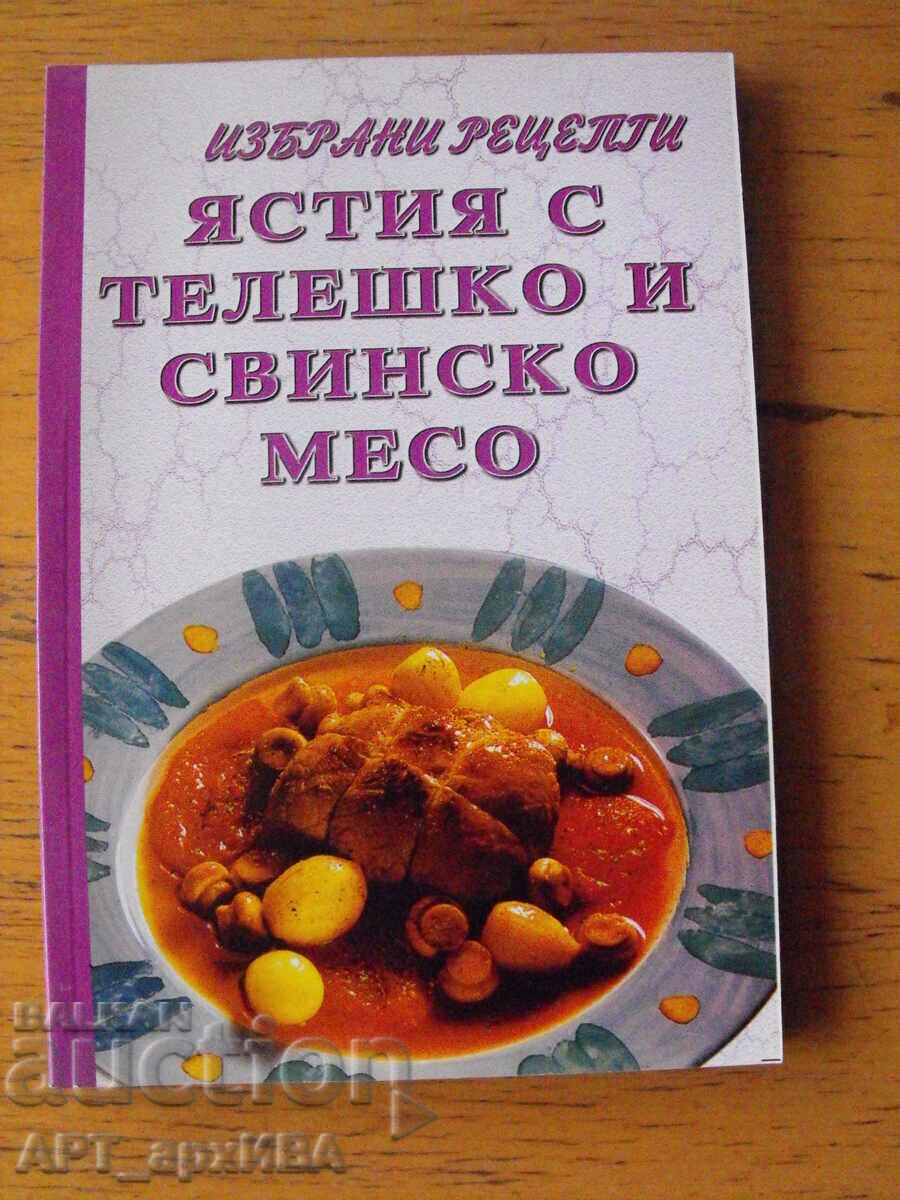 ИЗБРАНИ РЕЦЕПТИ
ЯСТИЯ С
ТЕЛЕШКО И
СВИНСКО
МЕСО
BALKAN
auction
АРТ_архИВА